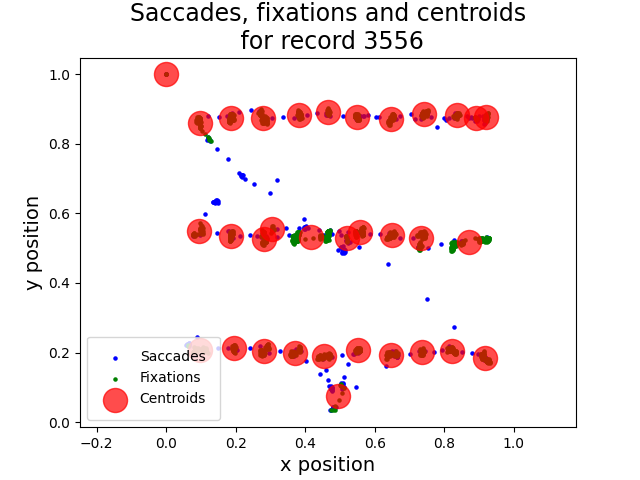 Saccades, fixations and centroids
for record 3556
1.0
0.8
0.6
0.4
0.2
0.0
y position
Saccades
Fixations
Centroids
−0.2 0.0 0.2 0.4 0.6 0.8 1.0
x position